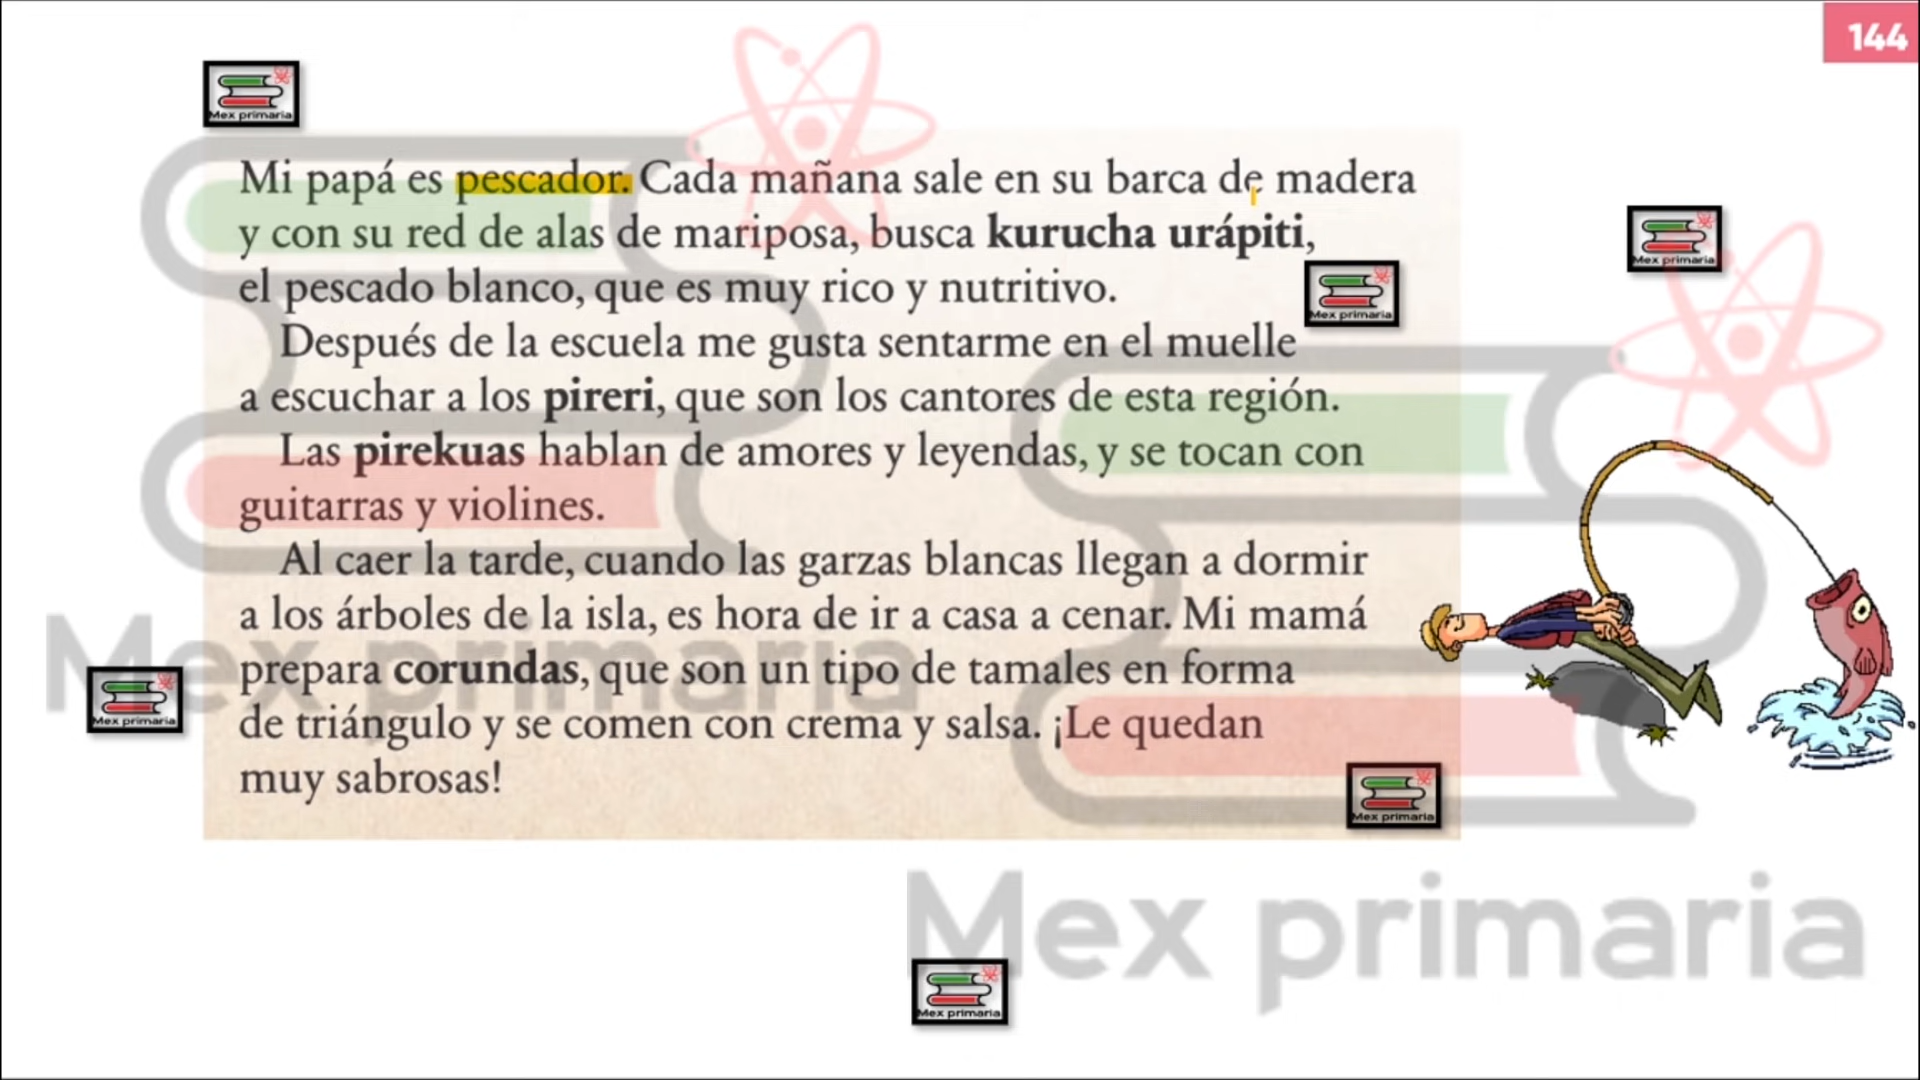 144
Mex primaria
Mi papá es pescador. Cada mañana sale en su barca de madera
y con su red de alas de mariposa, busca kurucha urápiti,
Mex primaria
el pescado blanco, que es muy rico y nutritivo.
Mex primaria
Después de la escuela me gusta sentarme en el muelle
a escuchar a los pireri, que son los cantores de esta región.
Las pirekuas hablan de amores y leyendas, y se tocan con
guitarras y violines.
Al caer la tarde, cuando las garzas blancas llegan a dormir
a los árboles de la isla, es hora de ir a casa a cenar. Mi mamá
Mex primaria
prepara corundas, que son un tipo de tamales en forma
Mex primaria
de triángulo y se comen con crema y salsa. ¡Le quedan
muy sabrosas!
Mex primaria
Mex primaria
Mex primaria